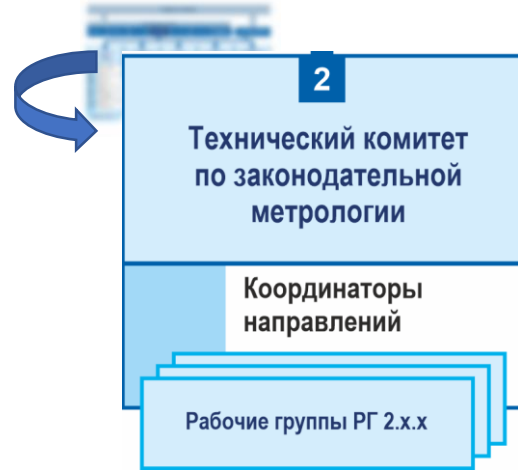 2
Технический комитет
по законодательной
метрологии
Координаторы
направлений
Рабочие группы РГ 2.х.х